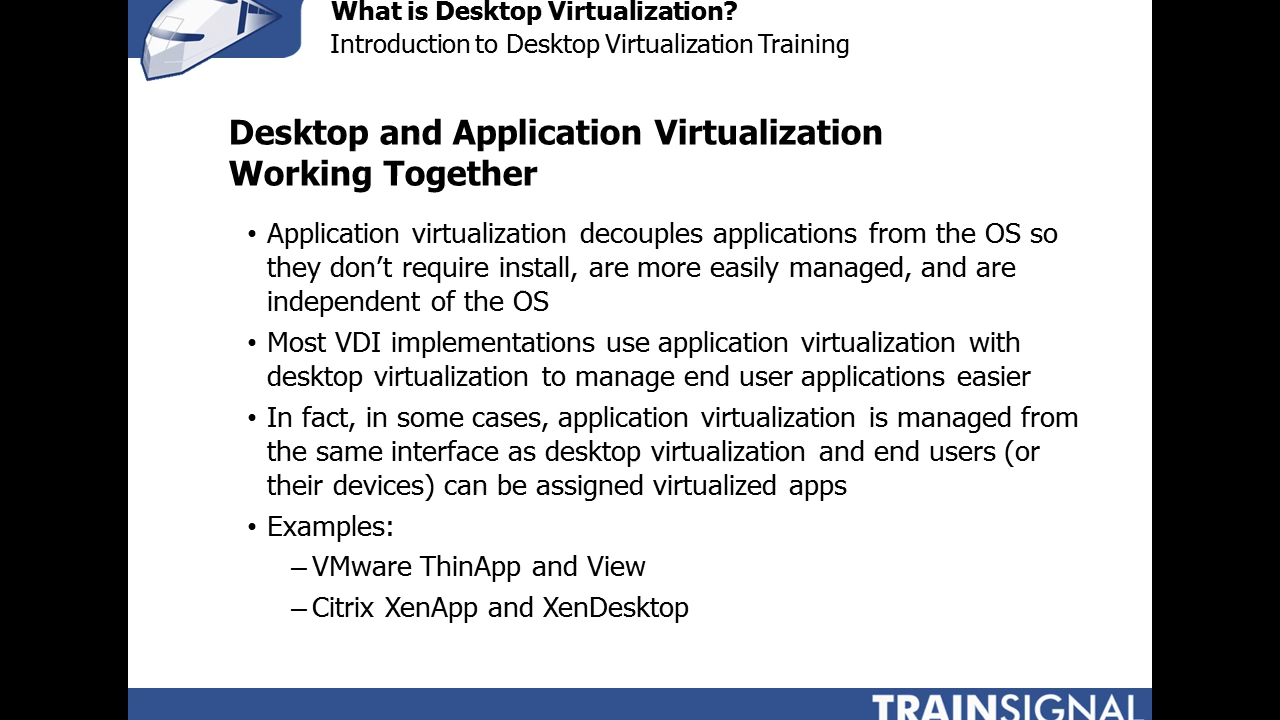 What is Desktop Virtualization?
Introduction to Desktop Virtualization Training
Desktop and Application Virtualization
Working Together
• Application virtualization decouples applications from the OS so
they don’t require install, are more easily managed, and are
independent of the OS
• Most VDI implementations use application virtualization with
desktop virtualization to manage end user applications easier
• In fact, in some cases, application virtualization is managed from
the same interface as desktop virtualization and end users (or
their devices) can be assigned virtualized apps
• Examples:
– VMware ThinApp and View
– Citrix XenApp and XenDesktop
TRAINSIGNAL